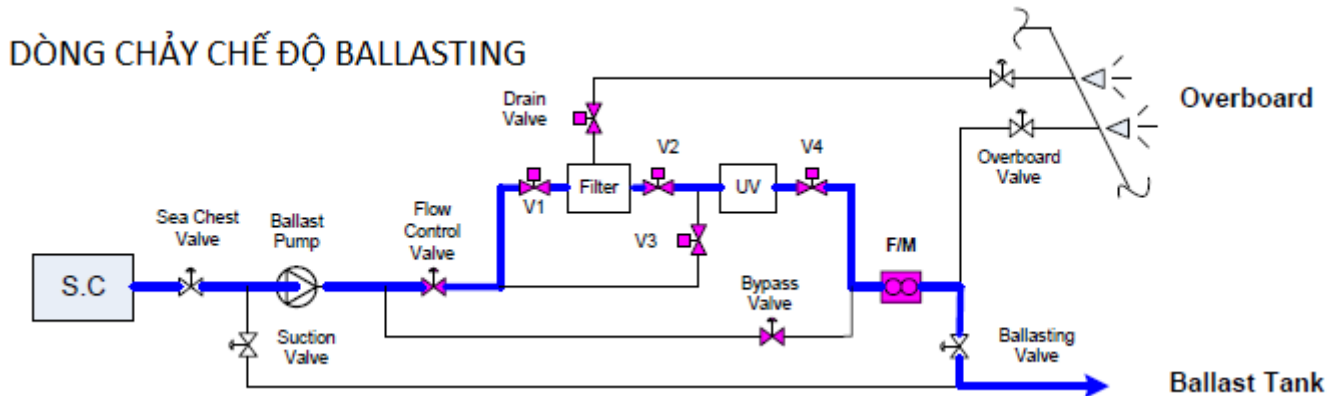 DÒNG CHẢY CHẾ ĐỘ BALLASTING
Drain
Valve
Overboard
V2
V4
Overboard
Valve
Filter
UV
V1
Sea Chest
Valve
Ballast
Pump
Flow
Control
Valve
V3
F/M
S.C
Bypass
Valve
Suction
Valve
Ballasting
Valve
Ballast Tank